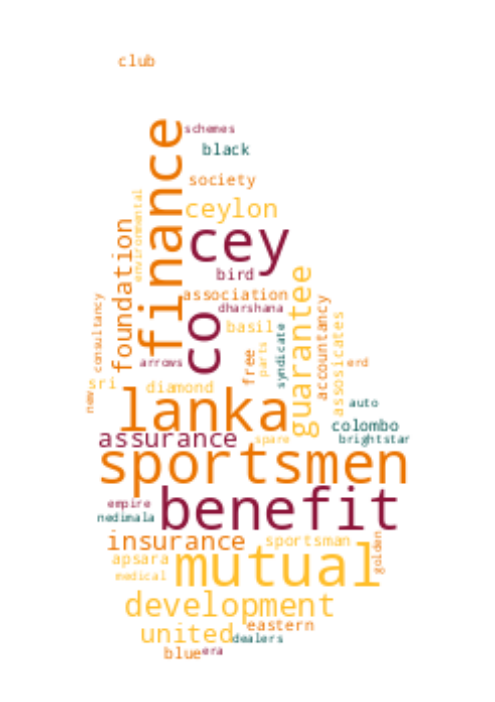 club
schemes
black
society
finance
ceylon
environmental
cey
foundation
bird
association
dharshana
co
basil
guarantee
consultancy
accountancy
assosicates
syndicate
arrows
free
parts
erd
sri
diamond
new
lanka
auto
colombo
assurance
spare
brightstar
sportsmen
benefit
empire
nedimala
insurance
sportsman
golden
apsara
mutual
medical
development
eastern
united
dealers
blue
era